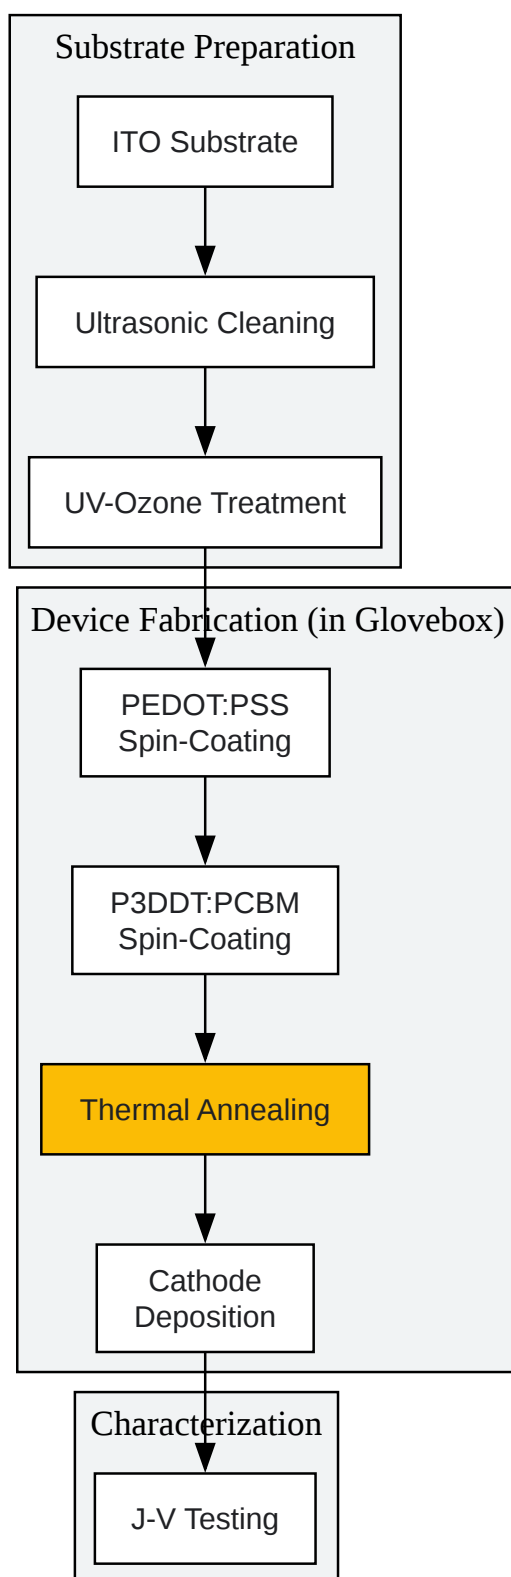 Substrate Preparation
ITO Substrate
Ultrasonic Cleaning
UV-Ozone Treatment
Device Fabrication (in Glovebox)
PEDOT:PSS
Spin-Coating
P3DDT:PCBM
Spin-Coating
Thermal Annealing
Cathode
Deposition
Characterization
J-V Testing